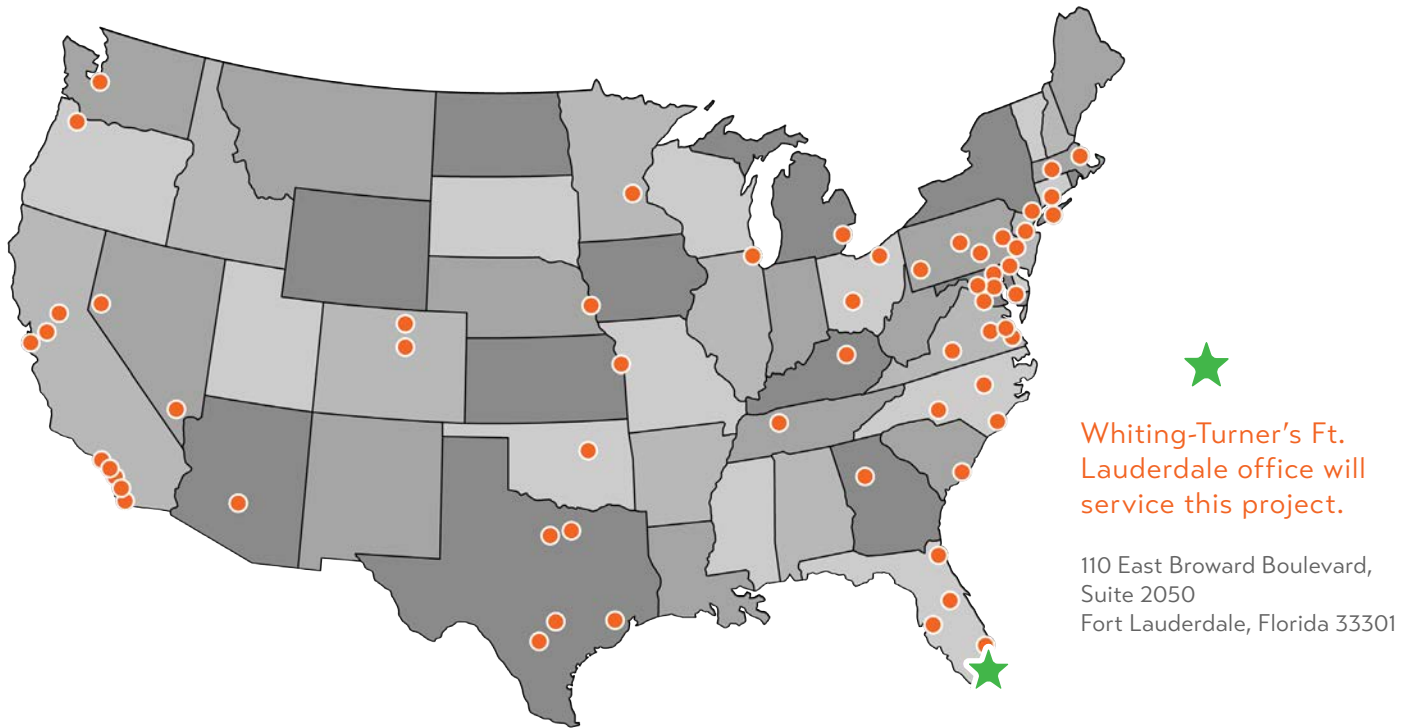 Whiting-Turner’s Ft.
Lauderdale office will
service this project.
110 East Broward Boulevard,
Suite 2050
Fort Lauderdale, Florida 33301